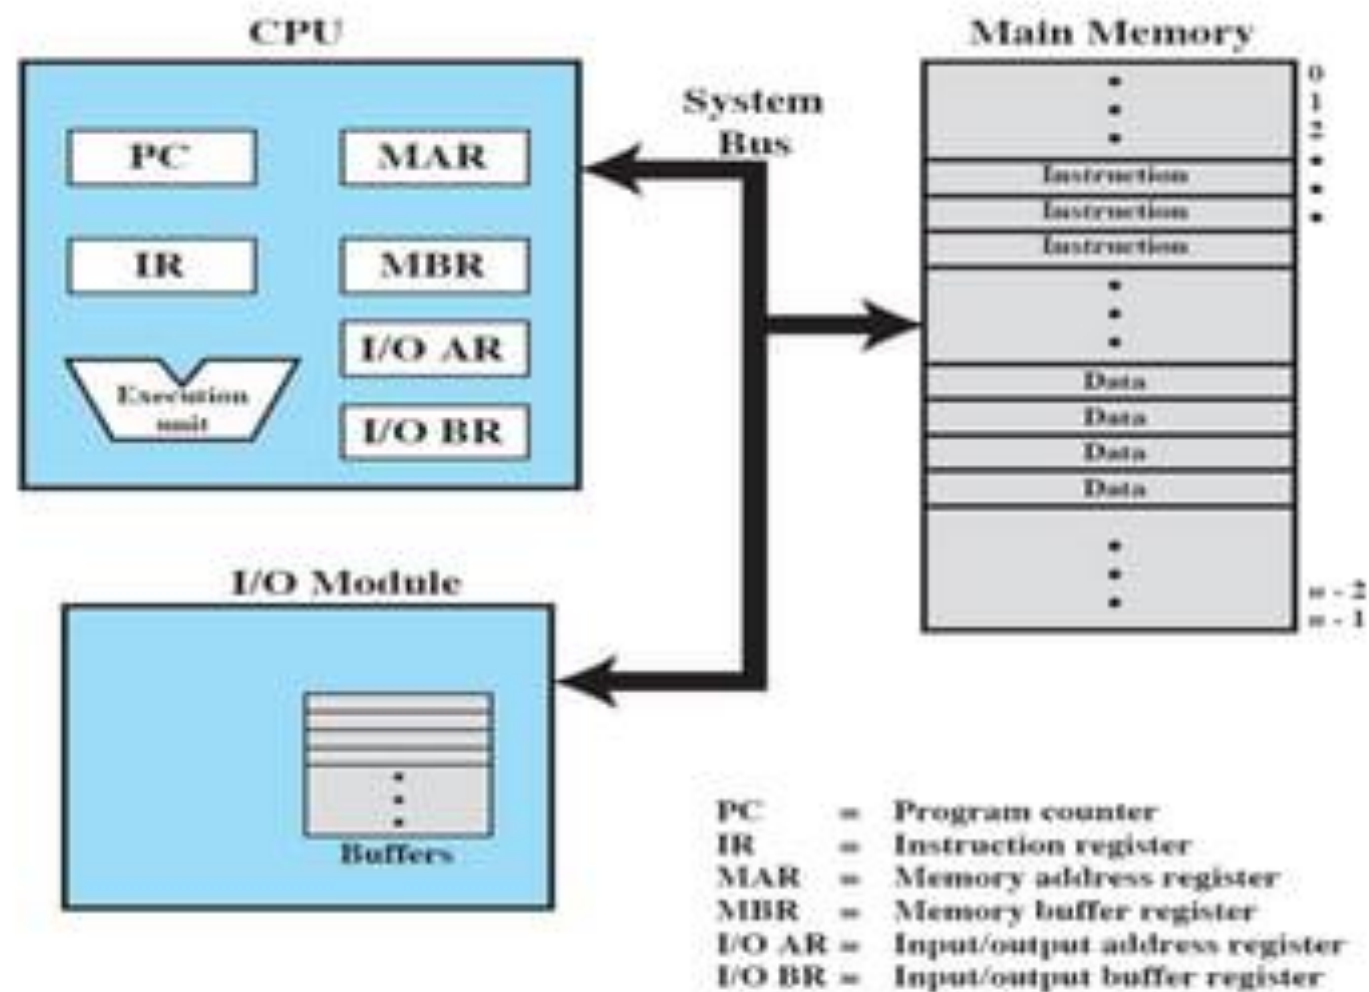 CPU
PC
MAR
IR
MBR
I/O AR
I/O BR
Execution
unit
System
Bus
Main Memory
0
1
2
Instruction
Instruction
Instruction
Data
Data
Data
Data
n - 2
n - 1
I/O Module
Buffers
PC = Program counter
IR = Instruction register
MAR = Memory address register
MBR = Memory buffer register
I/O AR = Input/output address register
I/O BR = Input/output buffer register